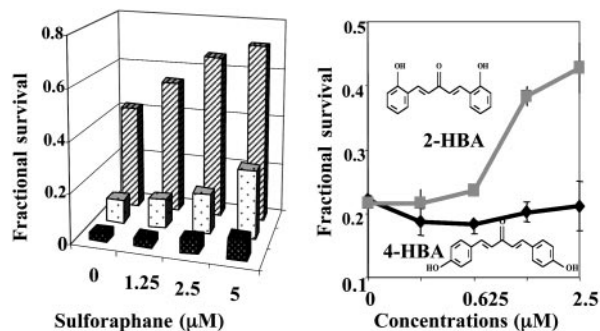 Fractional survival
0.8
0.6
0.4
0.2
0
0
1.25
2.5
5
Sulforaphane (µM)
Fractional survival
0.5
0.4
0.3
0.2
0.1
OH
O
OH
2-HBA
4-HBA
O
HO
OH
0
0.625
2.5
Concentrations (µM)